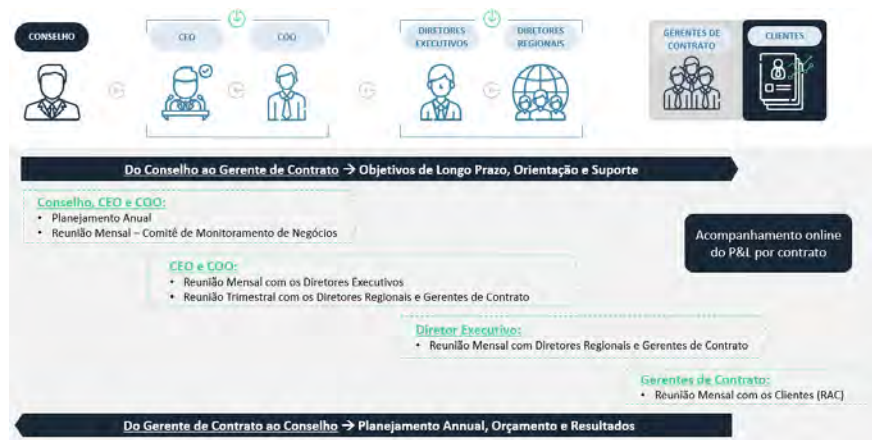 CONSELHO
CEO
COO
DIRETORES
EXECUTIVOS
DIRETORES
REGIONAIS
GERENTES DE
CONTRATO
CLIENTES
Do Conselho ao Gerente de Contrato → Objetivos de Longo Prazo, Orientação e Suporte
Conselho, CEO e COO:
• Planejamento Anual
• Reunião Mensal – Comitê de Monitoramento de Negócios
Acompanhamento online
do P&L por contrato
CEO e COO:
• Reunião Mensal com os Diretores Executivos
• Reunião Trimestral com os Diretores Regionais e Gerentes de Contrato
Diretor Executivo:
• Reunião Mensal com Diretores Regionais e Gerentes de Contrato
Gerentes de Contrato:
• Reunião Mensal com os Clientes (RAC)
Do Gerente de Contrato ao Conselho → Planejamento Annual, Orçamento e Resultados